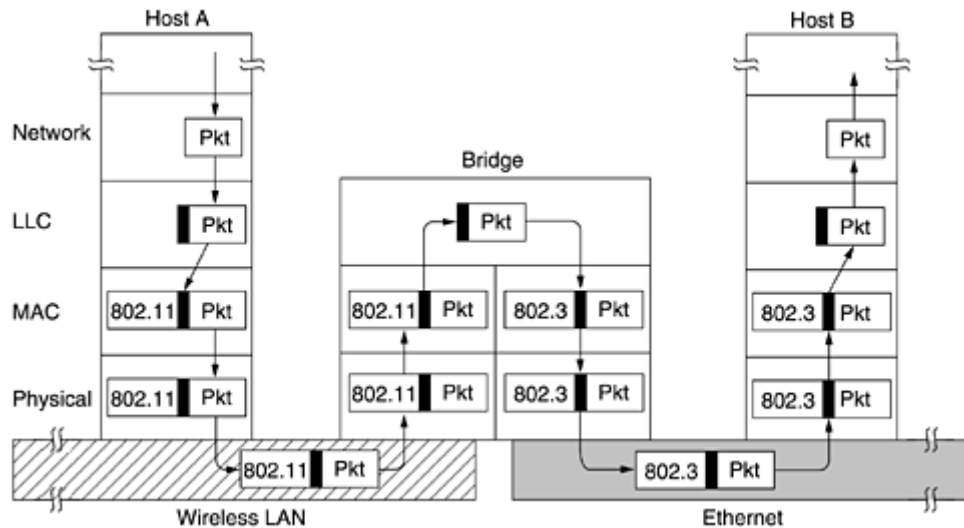 Host A
Host B
Network
Pkt
Bridge
Pkt
LLC
Pkt
Pkt
Pkt
MAC
802.11 Pkt
802.11 Pkt
802.3 Pkt
802.3 Pkt
Physical
802.11 Pkt
802.11 Pkt
802.3 Pkt
802.3 Pkt
802.11 Pkt
802.3 Pkt
Wireless LAN
Ethernet